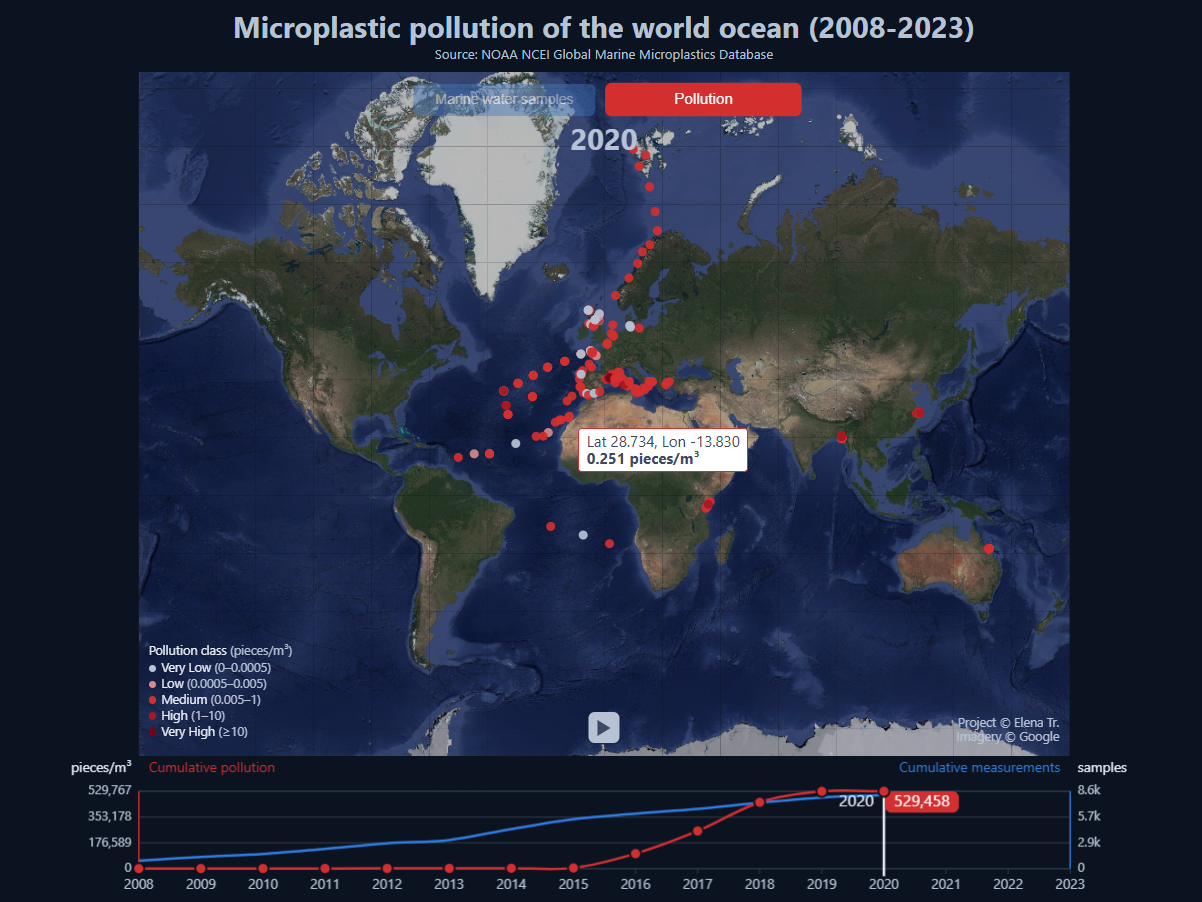 Microplastic pollution of the world ocean (2008-2023)
Source: NOAA NCEI Global Marine Microplastics Database
Marine water samples
Pollution
2020
Lat 28.734, Lon -13.830
0.251 pieces/m³
Pollution class (pieces/m³)
Very Low (0–0.0005)
Low (0.0005–0.005)
Medium (0.005–1)
High (1–10)
Very High (≥10)
Project © Elena Tr.
Imagery © Google
pieces/m³ Cumulative pollution Cumulative measurements samples
529,767 8.6k
2020 529,458
353,178 5.7k
176,589 2.9k
0 0
2008 2009 2010 2011 2012 2013 2014 2015 2016 2017 2018 2019 2020 2021 2022 2023